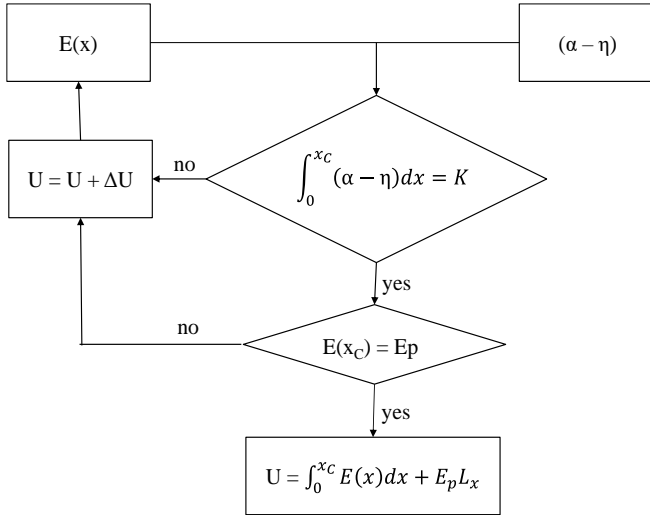 E(x)
(α – η)
∫₀^{x_C} (α − η)dx = K
no
U = U + ΔU
yes
no
E(x_C) = Ep
yes
U = ∫₀^{x_C} E(x)dx + E_p L_x